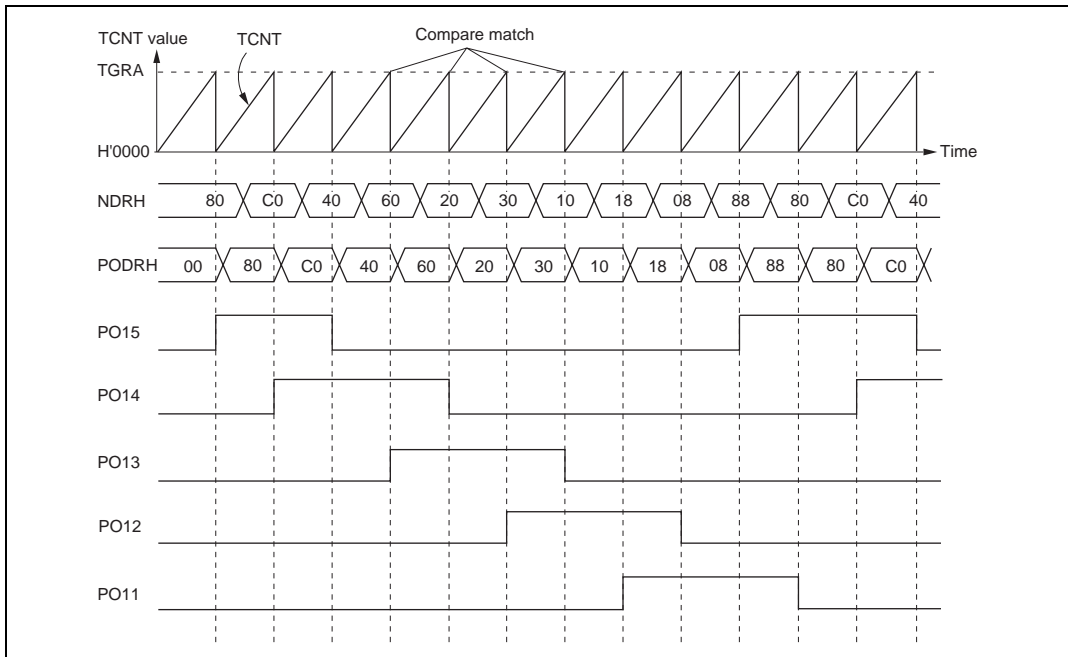 TCNT value
TCNT
Compare match
TGRA
H'0000
Time
NDRH
80
C0
40
60
20
30
10
18
08
88
80
C0
40
PODRH
00
80
C0
40
60
20
30
10
18
08
88
80
C0
PO15
PO14
PO13
PO12
PO11